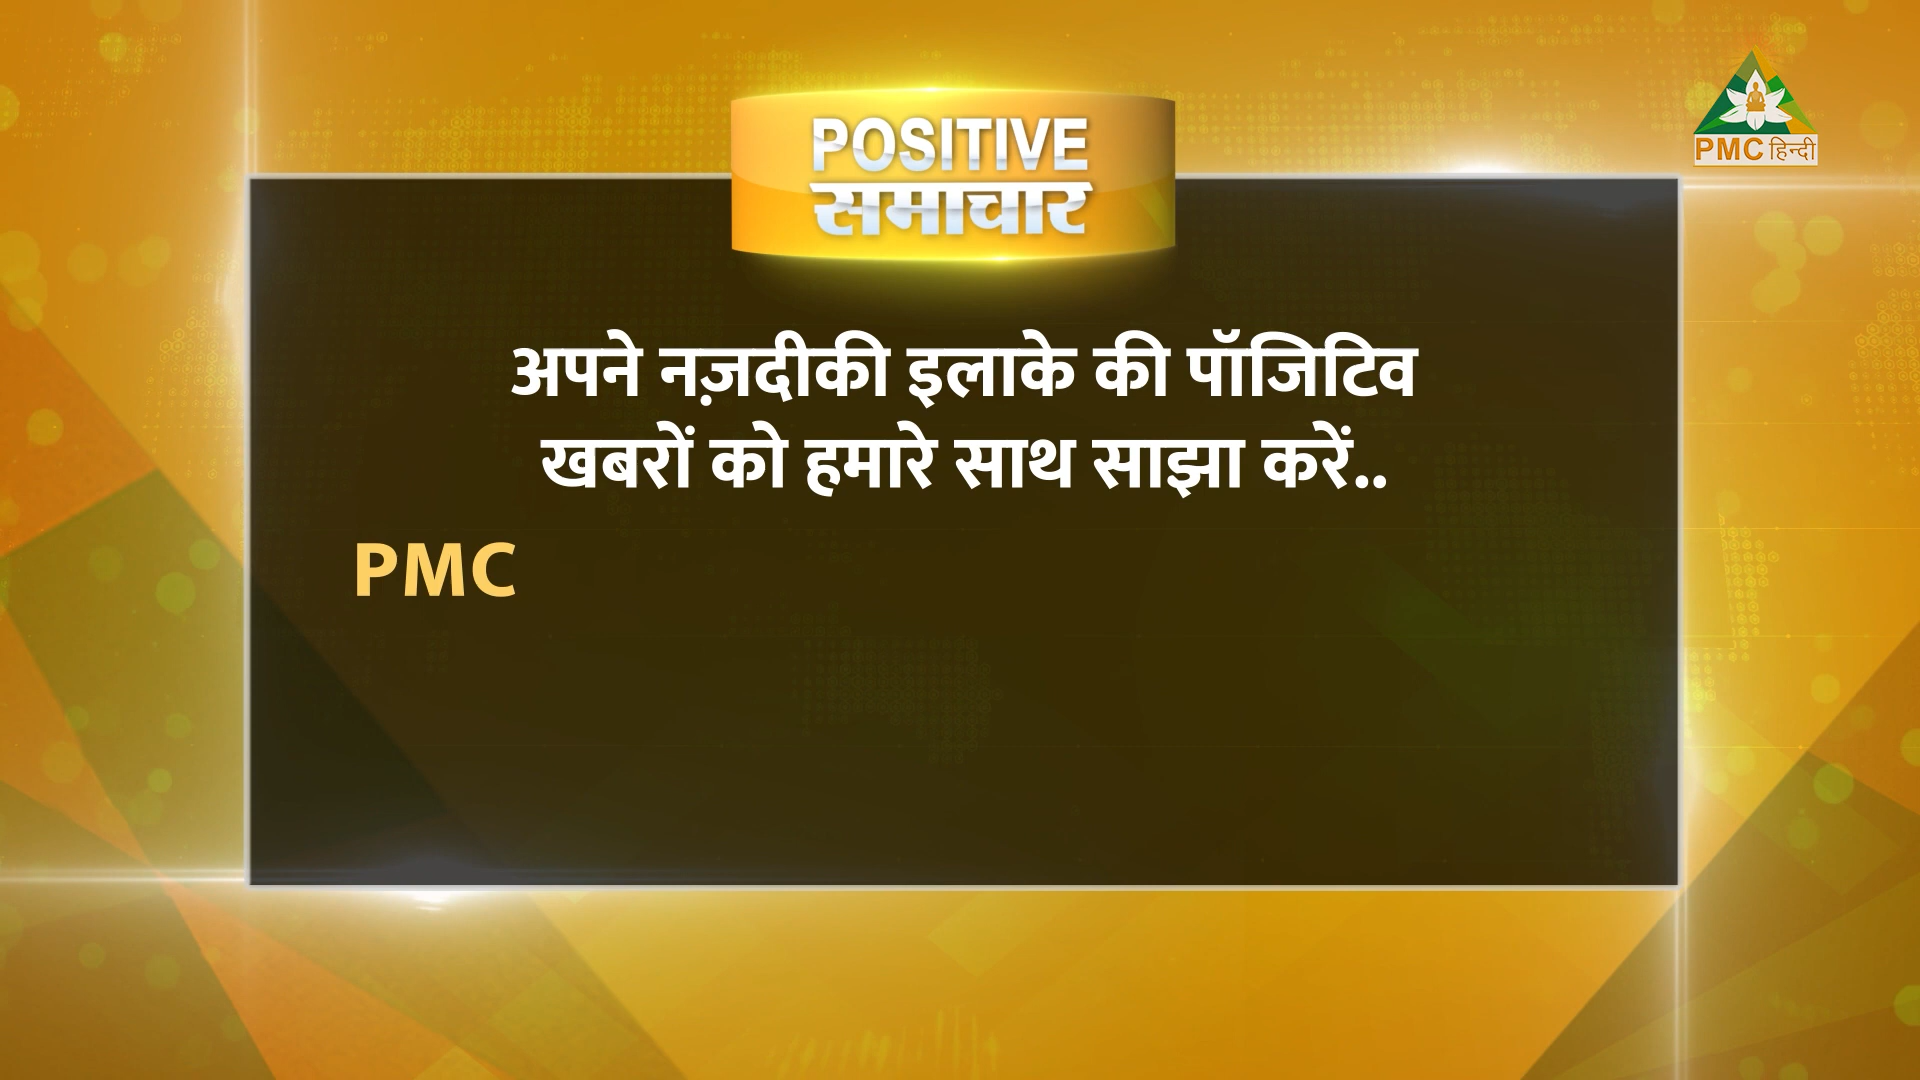 PMC हिन्दी
POSITIVE
समाचार
अपने नज़दीकी इलाके की पॉजिटिव
खबरों को हमारे साथ साझा करें..
PMC